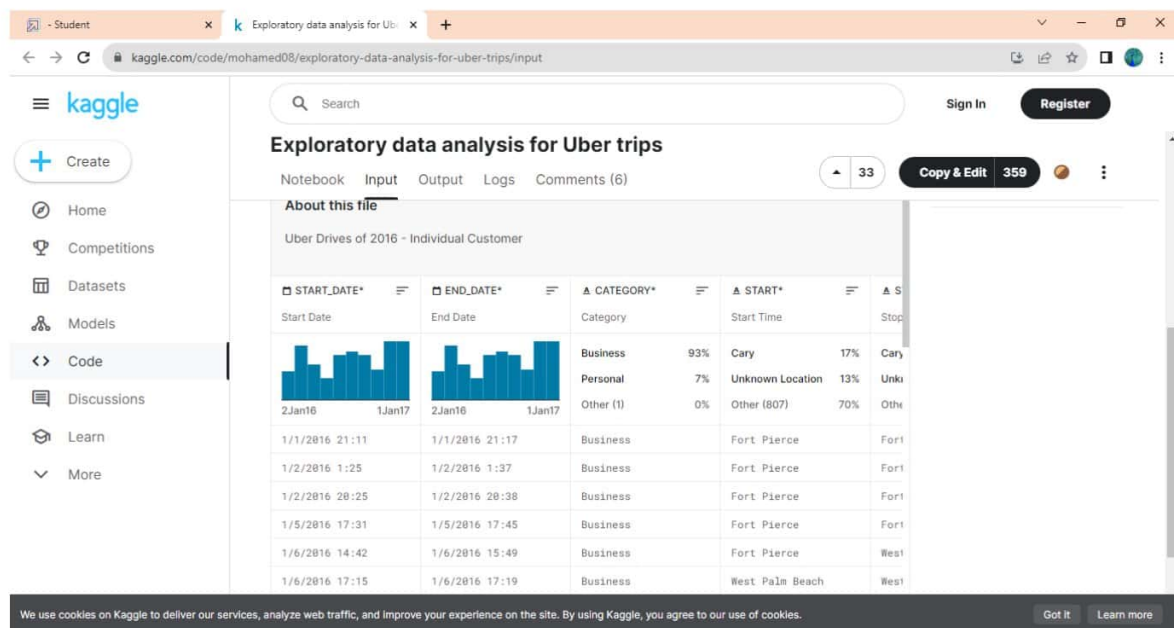 - Student
Exploratory data analysis for Ub
kaggle.com/code/mohamed08/exploratory-data-analysis-for-uber-trips/input
kaggle
Search
Sign In
Register
Create
Exploratory data analysis for Uber trips
33
Copy & Edit
359
Notebook Input Output Logs Comments (6)
Home
Competitions
Datasets
Models
Code
Discussions
Learn
More
About this file
Uber Drives of 2016 - Individual Customer
START_DATE* END_DATE* A CATEGORY* A START* A S
Start Date End Date Category Start Time Stop
Business 93% Cary 17% Cary
Personal 7% Unknown Location 13% Unk
Other (1) 0% Other (807) 70% Othe
2Jan16 1Jan17 2Jan16 1Jan17
1/1/2016 21:11 1/1/2016 21:17 Business Fort Pierce Fort
1/2/2016 1:25 1/2/2016 1:37 Business Fort Pierce Fort
1/2/2016 20:25 1/2/2016 20:38 Business Fort Pierce Fort
1/5/2016 17:31 1/5/2016 17:45 Business Fort Pierce Fort
1/6/2016 14:42 1/6/2016 15:49 Business Fort Pierce West
1/6/2016 17:15 1/6/2016 17:19 Business West Palm Beach West
We use cookies on Kaggle to deliver our services, analyze web traffic, and improve your experience on the site. By using Kaggle, you agree to our use of cookies.
Got it Learn more